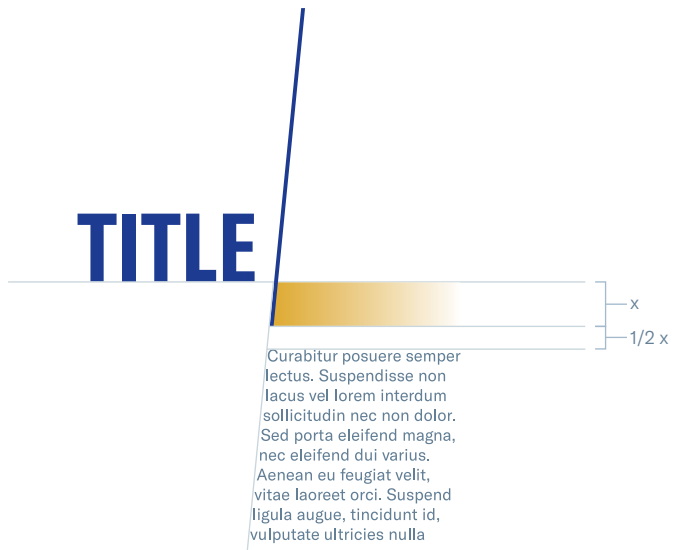 TITLE
x
1/2 x
Curabitur posuere semper
lectus. Suspendisse non
lacus vel lorem interdum
sollicitudin nec non dolor.
Sed porta eleifend magna,
nec eleifend dui varius.
Aenean eu feugiat velit,
vitae laoreet orci. Suspend
ligula augue, tincidunt id,
vulputate ultricies nulla